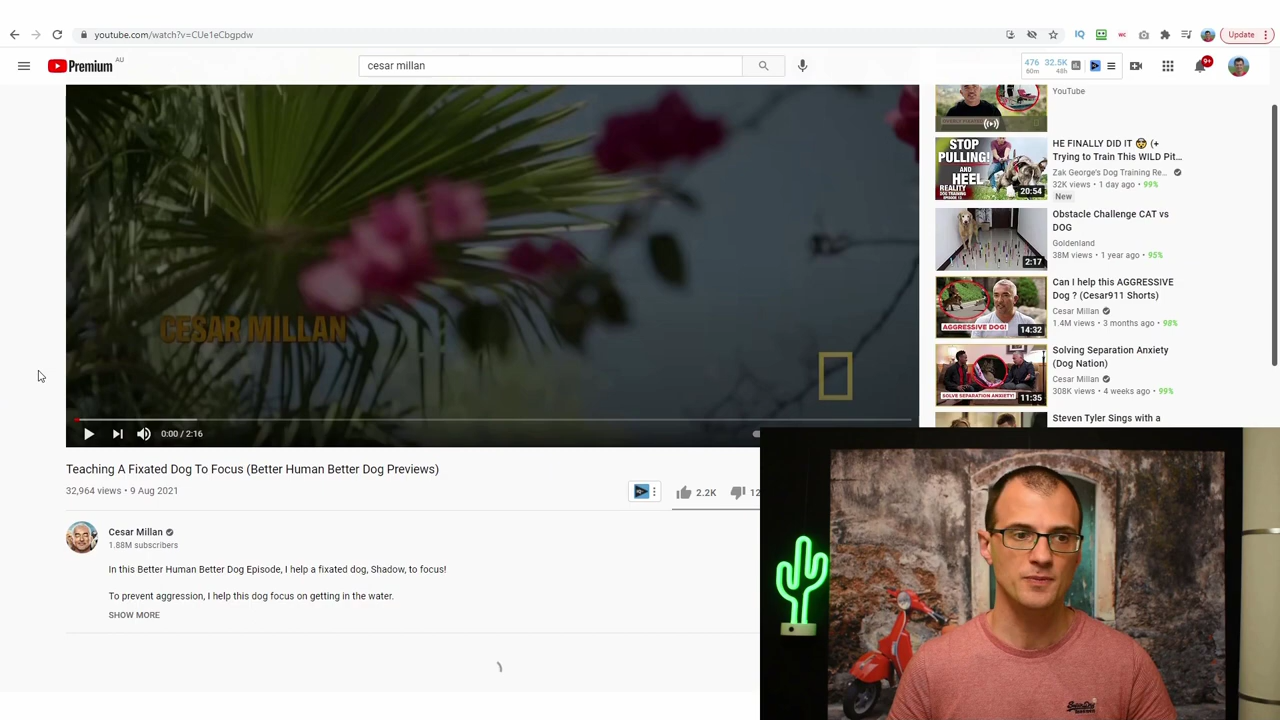 youtube.com/watch?v=CUe1eCbgpdw
Update
Premium
AU
cesar millan
476
60m
32.5K
48h
9+
CESAR MILLAN
0:00 / 2:16
Teaching A Fixated Dog To Focus (Better Human Better Dog Previews)
32,964 views • 9 Aug 2021
2.2K
12
Cesar Millan
1.88M subscribers
In this Better Human Better Dog Episode, I help a fixated dog, Shadow, to focus!
To prevent aggression, I help this dog focus on getting in the water.
SHOW MORE
YouTube
STOP
PULLING!
AND
HEEL
REALITY
DOG TRAINING
20:54
HE FINALLY DID IT 🤯 (+
Trying to Train This WILD Pit...
Zak George's Dog Training Re...
32K views • 1 day ago • 99%
New
2:17
Obstacle Challenge CAT vs
DOG
Goldenland
38M views • 1 year ago • 95%
AGGRESSIVE DOG!
14:32
Can I help this AGGRESSIVE
Dog ? (Cesar911 Shorts)
Cesar Millan
1.4M views • 3 months ago • 98%
SOLVE SEPARATION ANXIETY!
11:35
Solving Separation Anxiety
(Dog Nation)
Cesar Millan
308K views • 4 weeks ago • 99%
Steven Tyler Sings with a